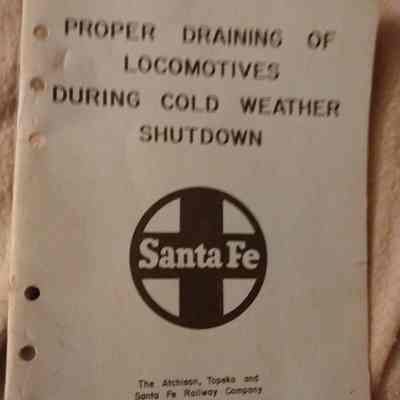 PROPER DRAINING OF
LOCOMOTIVES
DURING COLD WEATHER
SHUTDOWN
Santa Fe
The Atchison, Topeka and
Santa Fe Railway Company